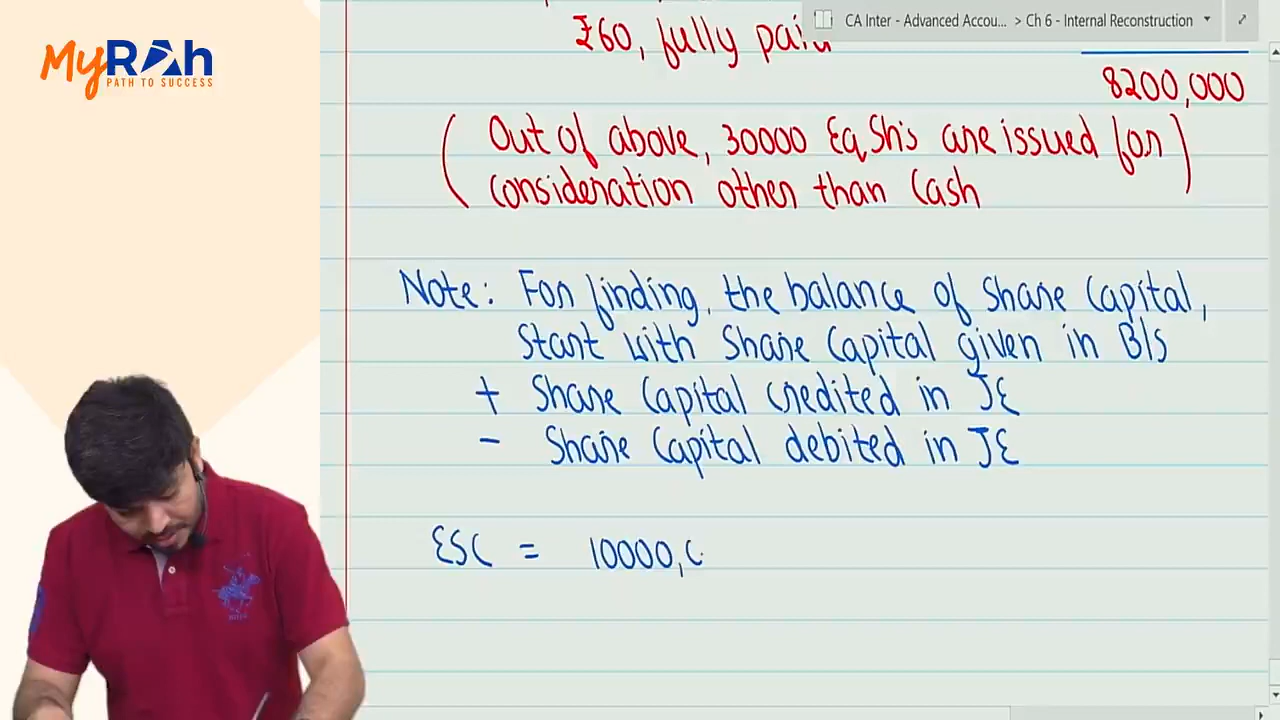 MyRAh
PATH TO SUCCESS
CA Inter - Advanced Accou... > Ch 6 - Internal Reconstruction
₹60, fully paid
8200,000
(Out of above, 30000 Eq Sh's are issued for
consideration other than Cash)
Note: For finding, the balance of Share Capital,
Start with Share Capital given in B/s
+ Share Capital credited in JE
- Share Capital debited in JE
ESC = 10000,0